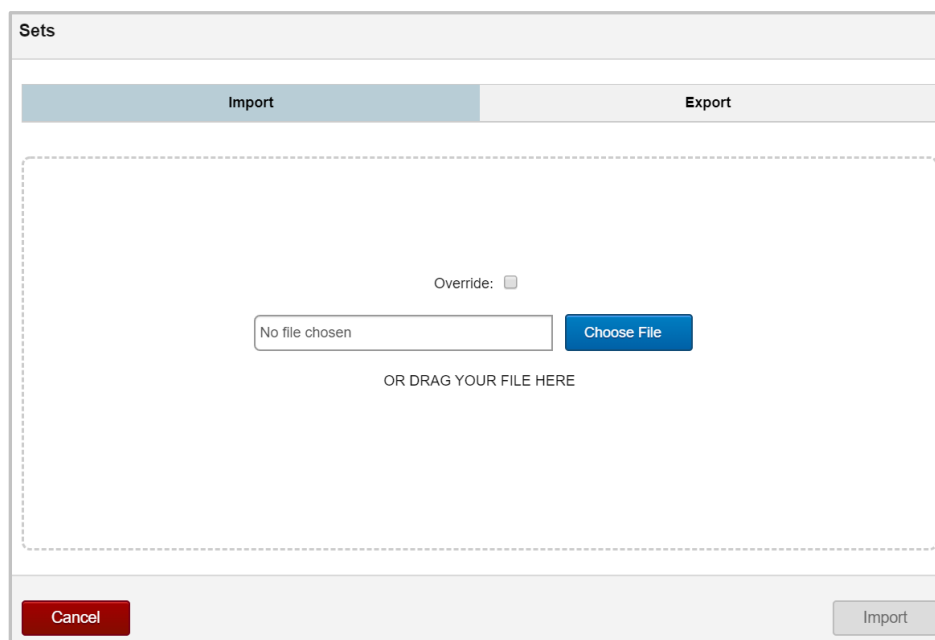 Sets
Import Export
Override:
No file chosen Choose File
OR DRAG YOUR FILE HERE
Cancel Import